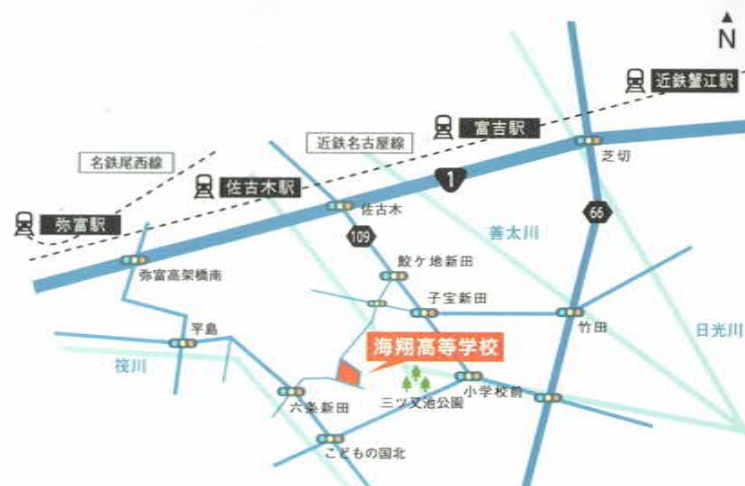 N
近鉄蟹江駅
富吉駅
近鉄名古屋線
名鉄尾西線
芝切
佐古木駅
1
弥富駅
佐古木
66
109
善太川
弥富高架橋南
鮫ケ地新田
子宝新田
平島
竹田
日光川
海翔高等学校
筏川
小学校前
三ツ又池公園
六条新田
こどもの国北